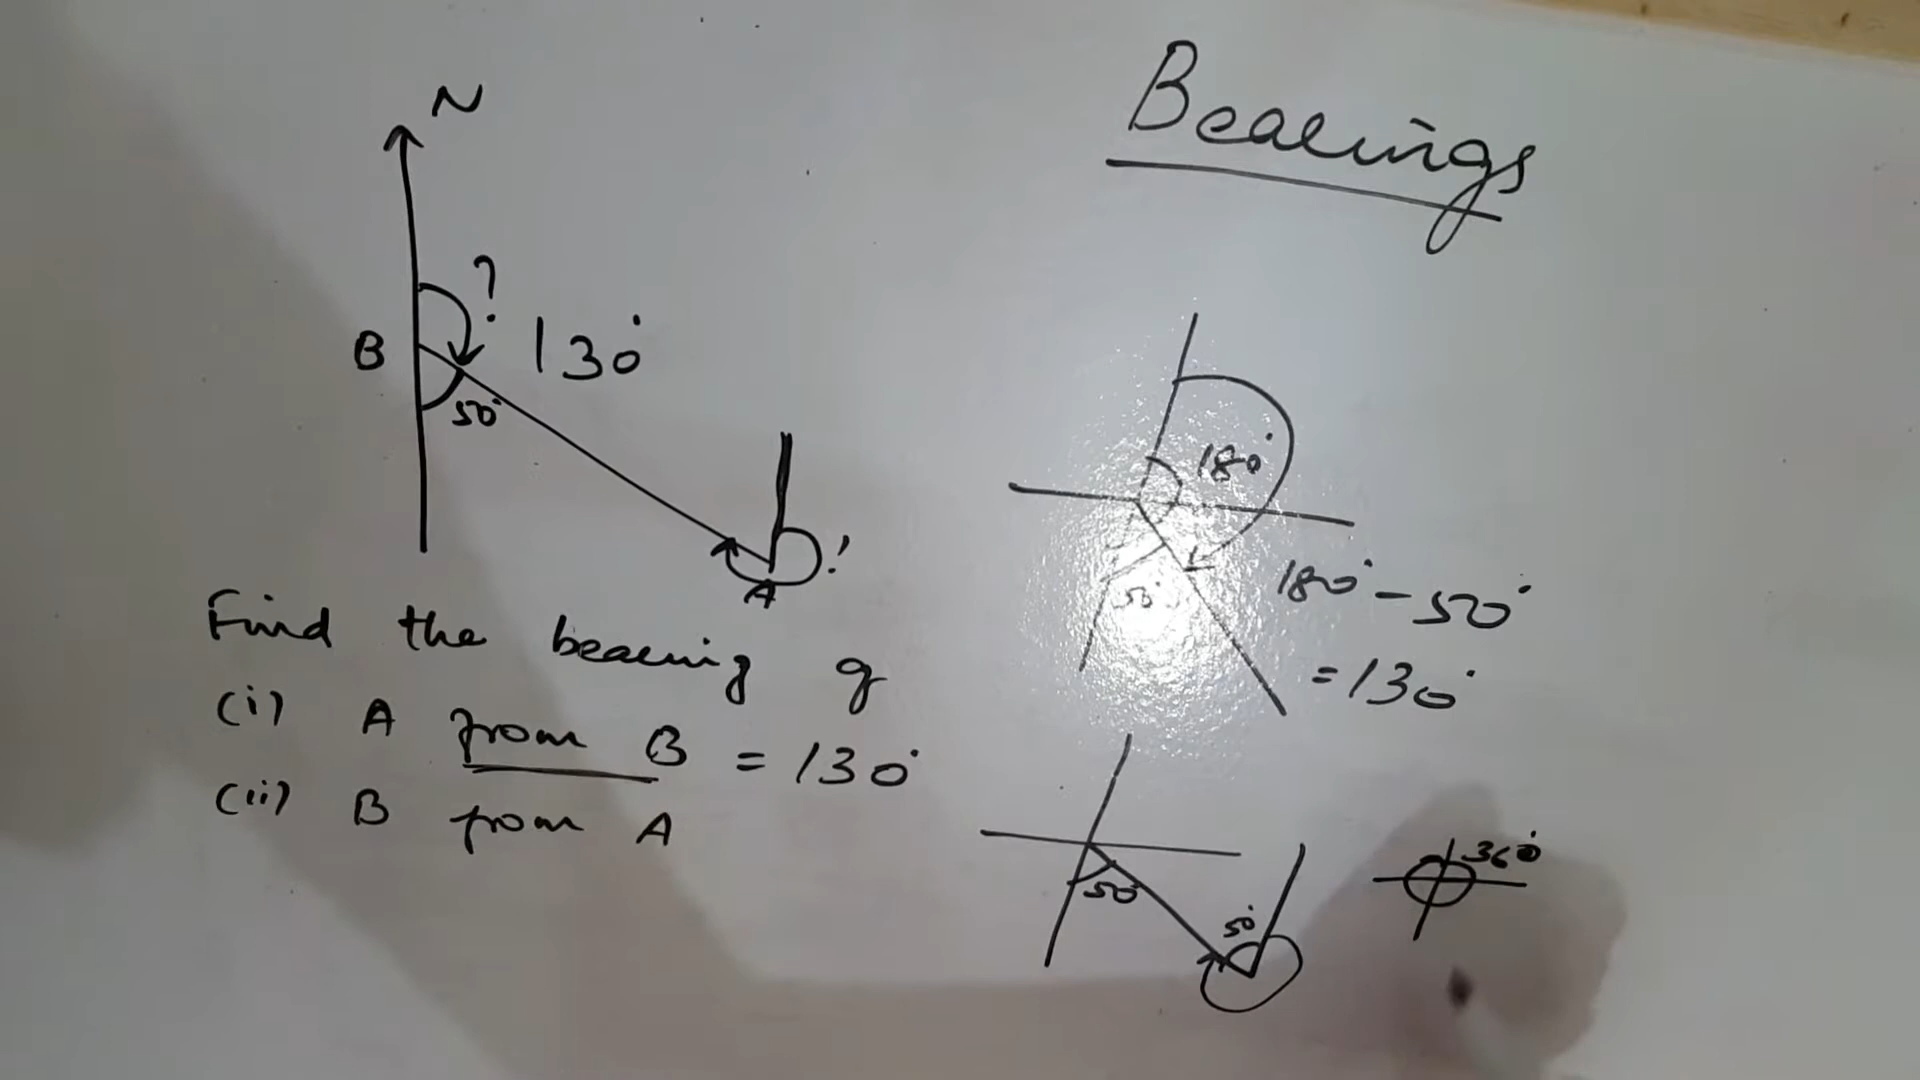 Bearings
N
?
B
130°
50°
?
A
Find the bearing of
(i) A from B = 130°
(ii) B from A
180°
50°
180° - 50°
= 130°
50°
50°
360°